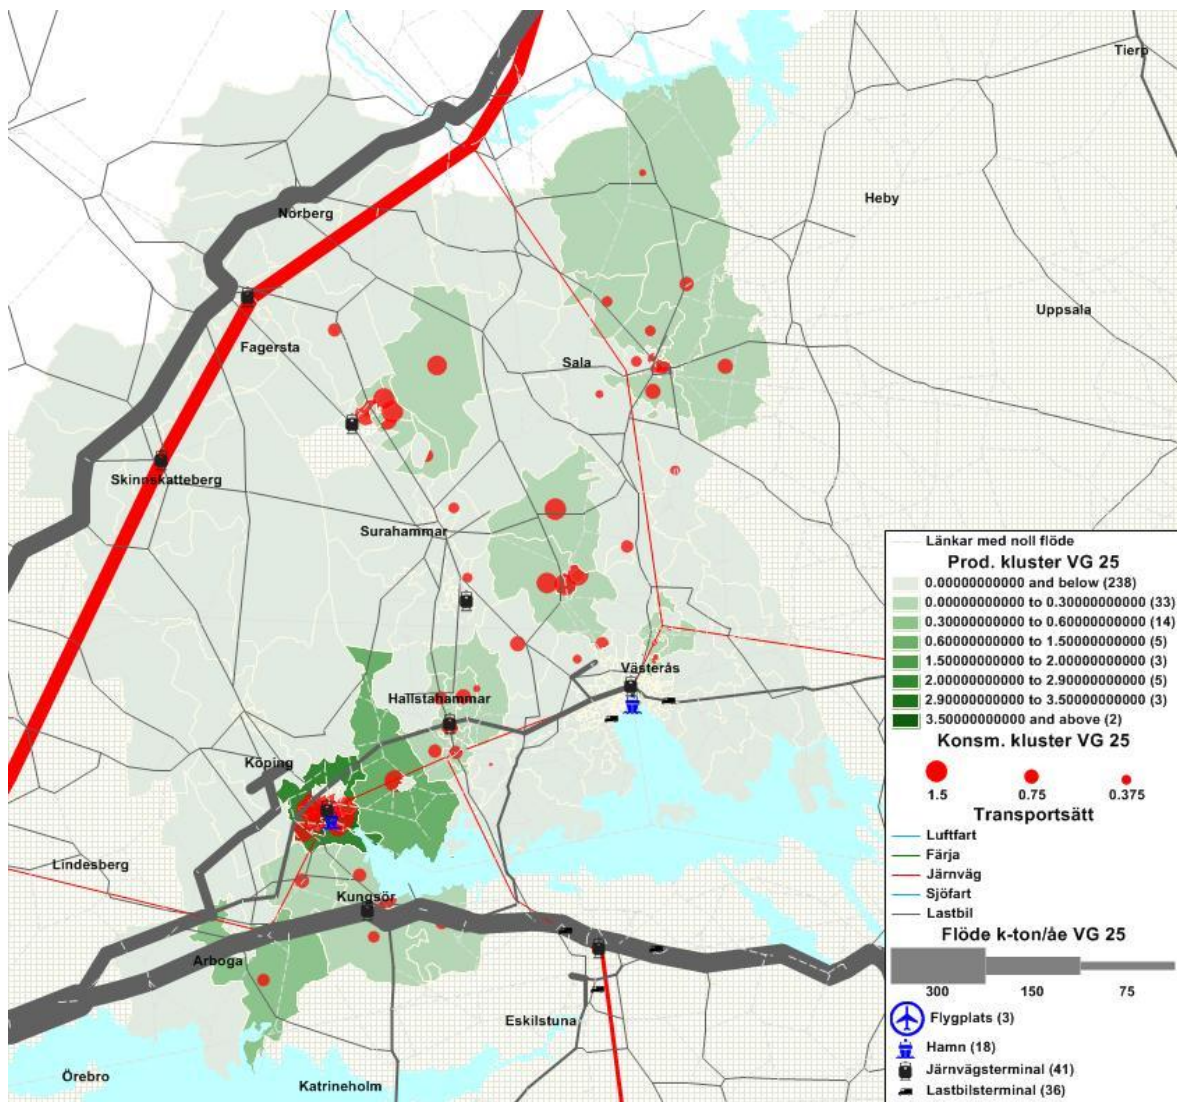 Tierp
Heby
Norberg
Uppsala
Fagersta
Sala
Skinnskatteberg
Surahammar
Västerås
Hallstahammar
Köping
Lindesberg
Kungsör
Arboga
Eskilstuna
Örebro
Katrineholm
Länkar med noll flöde
Prod. kluster VG 25
0.00000000000 and below (238)
0.00000000000 to 0.30000000000 (33)
0.30000000000 to 0.60000000000 (14)
0.60000000000 to 1.50000000000 (5)
1.50000000000 to 2.00000000000 (3)
2.00000000000 to 2.90000000000 (5)
2.90000000000 to 3.50000000000 (3)
3.50000000000 and above (2)
Konsm. kluster VG 25
1.5 0.75 0.375
Transportsätt
Luftfart
Färja
Järnväg
Sjöfart
Lastbil
Flöde k-ton/åe VG 25
300 150 75
Flygplats (3)
Hamn (18)
Järnvägsterminal (41)
Lastbilsterminal (36)